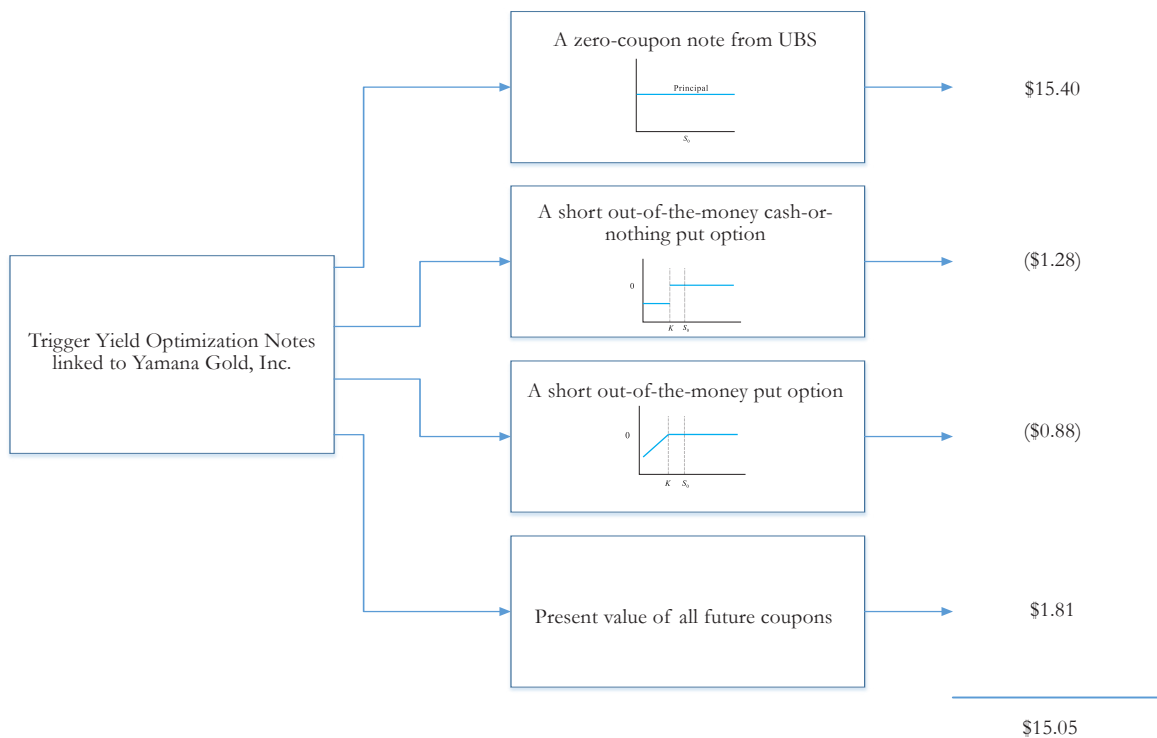 A zero-coupon note from UBS
Principal
S₀
$15.40
A short out-of-the-money cash-or-
nothing put option
0
K
S₀
($1.28)
Trigger Yield Optimization Notes
linked to Yamana Gold, Inc.
A short out-of-the-money put option
0
K
S₀
($0.88)
Present value of all future coupons
$1.81
$15.05